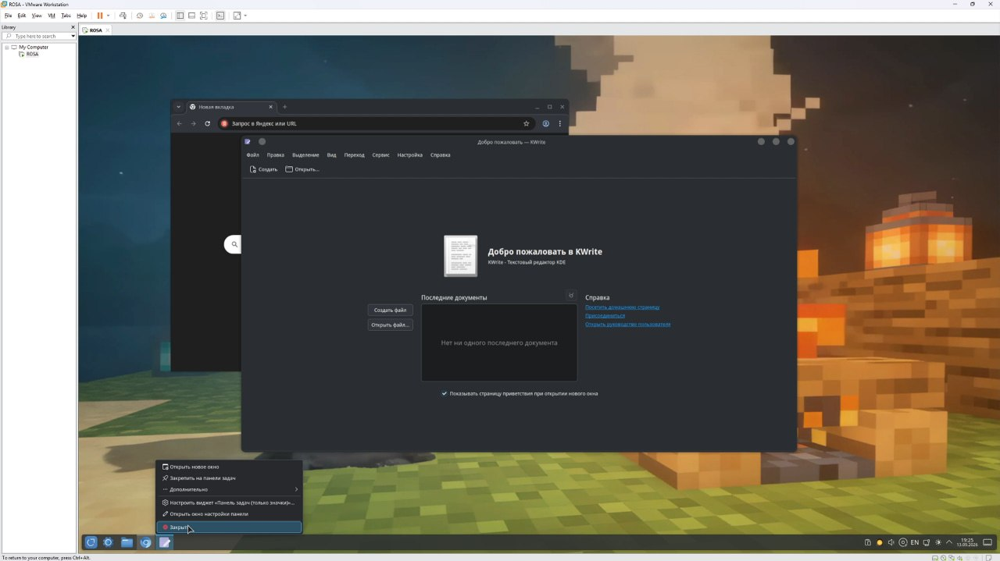 ROSA - VMware Workstation
File Edit View VM Tabs Help
Library
Type here to search
My Computer
ROSA
ROSA
Новая вкладка
Запрос в Яндекс или URL
Добро пожаловать — KWrite
Файл Правка Выделение Вид Переход Сервис Настройка Справка
Создать Открыть...
Добро пожаловать в KWrite
KWrite - Текстовый редактор KDE
Последние документы
Справка
Создать файл
Открыть файл...
Посетить домашнюю страницу
Присоединиться
Открыть руководство пользователя
Нет ни одного последнего документа
Показывать страницу приветствия при открытии нового окна
Открыть новое окно
Закрепить на панели задач
Дополнительно
Настроить виджет «Панель задач (только значки)»...
Открыть окно настройки панели
Закрыть
EN
19:25
13.09.2026
To return to your computer, press Ctrl+Alt.